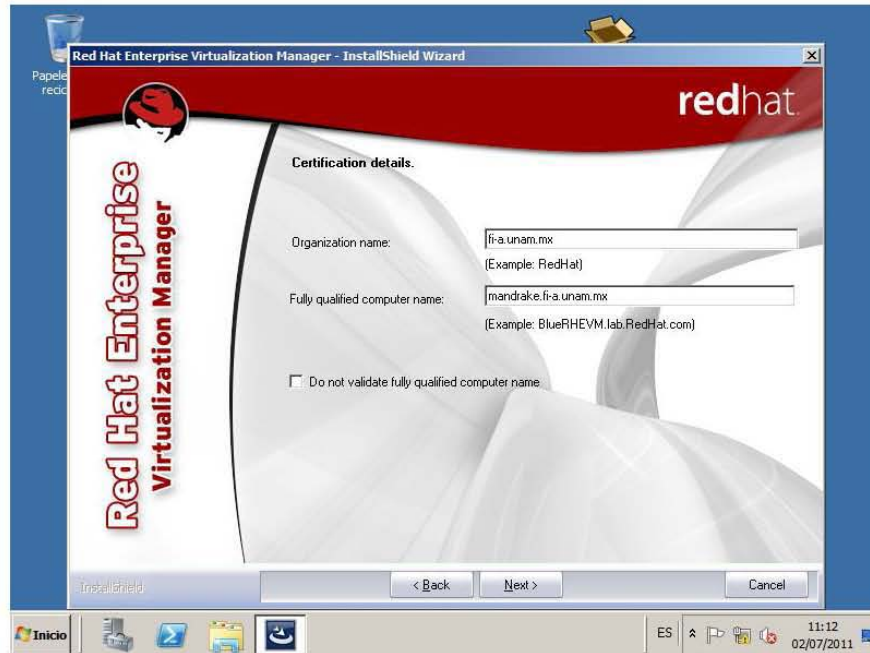 Papele
recic
Red Hat Enterprise Virtualization Manager - InstallShield Wizard
redhat.
Red Hat Enterprise
Virtualization Manager
Certification details.
Organization name:
fi-a.unam.mx
(Example: RedHat)
Fully qualified computer name:
mandrake.fi-a.unam.mx
(Example: BlueRHEVM.lab.RedHat.com)
Do not validate fully qualified computer name
InstallShield
< Back
Next >
Cancel
Inicio
ES
11:12
02/07/2011